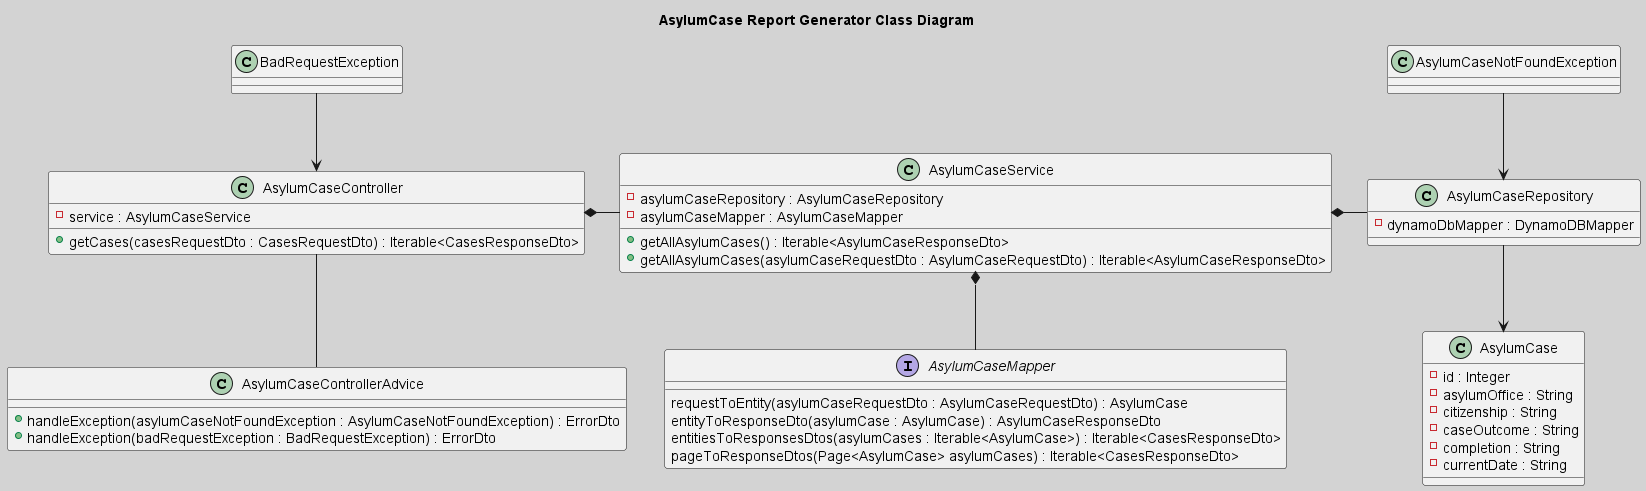 AsylumCase Report Generator Class Diagram
C BadRequestException
C AsylumCaseNotFoundException
C AsylumCaseController
service : AsylumCaseService
getCases(casesRequestDto : CasesRequestDto) : Iterable<CasesResponseDto>
C AsylumCaseService
asylumCaseRepository : AsylumCaseRepository
asylumCaseMapper : AsylumCaseMapper
getAllAsylumCases() : Iterable<AsylumCaseResponseDto>
getAllAsylumCases(asylumCaseRequestDto : AsylumCaseRequestDto) : Iterable<AsylumCaseResponseDto>
C AsylumCaseRepository
dynamoDbMapper : DynamoDBMapper
C AsylumCaseControllerAdvice
handleException(asylumCaseNotFoundException : AsylumCaseNotFoundException) : ErrorDto
handleException(badRequestException : BadRequestException) : ErrorDto
I AsylumCaseMapper
requestToEntity(asylumCaseRequestDto : AsylumCaseRequestDto) : AsylumCase
entityToResponseDto(asylumCase : AsylumCase) : AsylumCaseResponseDto
entitiesToResponsesDtos(asylumCases : Iterable<AsylumCase>) : Iterable<CasesResponseDto>
pageToResponseDtos(Page<AsylumCase> asylumCases) : Iterable<CasesResponseDto>
C AsylumCase
id : Integer
asylumOffice : String
citizenship : String
caseOutcome : String
completion : String
currentDate : String